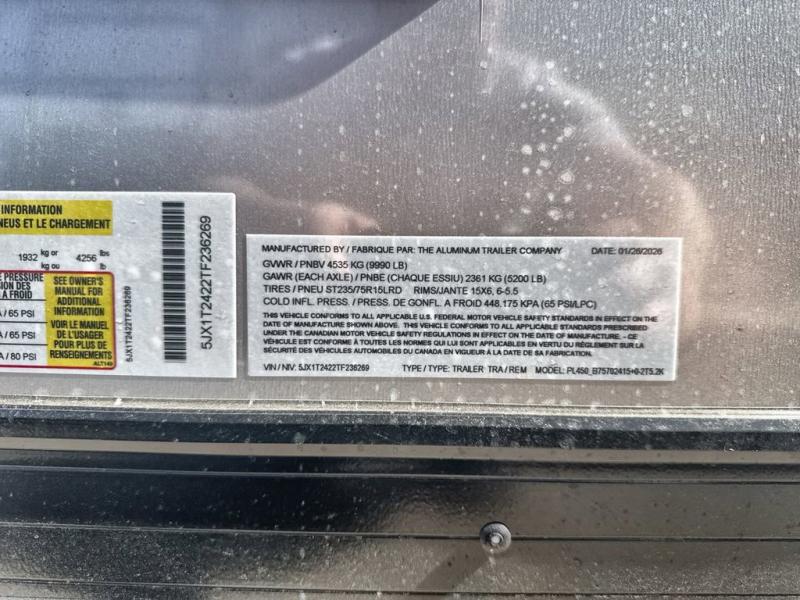 INFORMATION
NEUS ET LE CHARGEMENT
1932 kg or kg ou 4256 lbs lb
PRESSURE
SION DES
A FROID
A / 65 PSI
A / 65 PSI
A / 80 PSI
SEE OWNER'S
MANUAL FOR
ADDITIONAL
INFORMATION
VOIR LE MANUEL
DE L'USAGER
POUR PLUS DE
RENSEIGNEMENTS
ALT149
5JX1T2422TF236269
5JX1T2422TF236269
MANUFACTURED BY / FABRIQUE PAR: THE ALUMINUM TRAILER COMPANY DATE: 01/26/2026
GVWR / PNBV 4535 KG (9990 LB)
GAWR (EACH AXLE) / PNBE (CHAQUE ESSIU) 2361 KG (5200 LB)
TIRES / PNEU ST235/75R15LRD RIMS/JANTE 15X6, 6-5.5
COLD INFL. PRESS. / PRESS. DE GONFL. A FROID 448.175 KPA (65 PSI/LPC)
THIS VEHICLE CONFORMS TO ALL APPLICABLE U.S. FEDERAL MOTOR VEHICLE SAFETY STANDARDS IN EFFECT ON THE
DATE OF MANUFACTURE SHOWN ABOVE. THIS VEHICLE CONFORMS TO ALL APPLICABLE STANDARDS PRESCRIBED
UNDER THE CANADIAN MOTOR VEHICLE SAFETY REGULATIONS IN EFFECT ON THE DATE OF MANUFACTURE. - CE
VÉHICULE EST CONFORME À TOUTES LES NORMES QUI LUI SONT APPLICABLES EN VERTU DU RÈGLEMENT SUR LA
SÉCURITÉ DES VÉHICULES AUTOMOBILES DU CANADA EN VIGUEUR À LA DATE DE SA FABRICATION.
VIN / NIV: 5JX1T2422TF236269 TYPE / TYPE: TRAILER TRA / REM MODEL: PL450_B75702415+0-2T5.2K